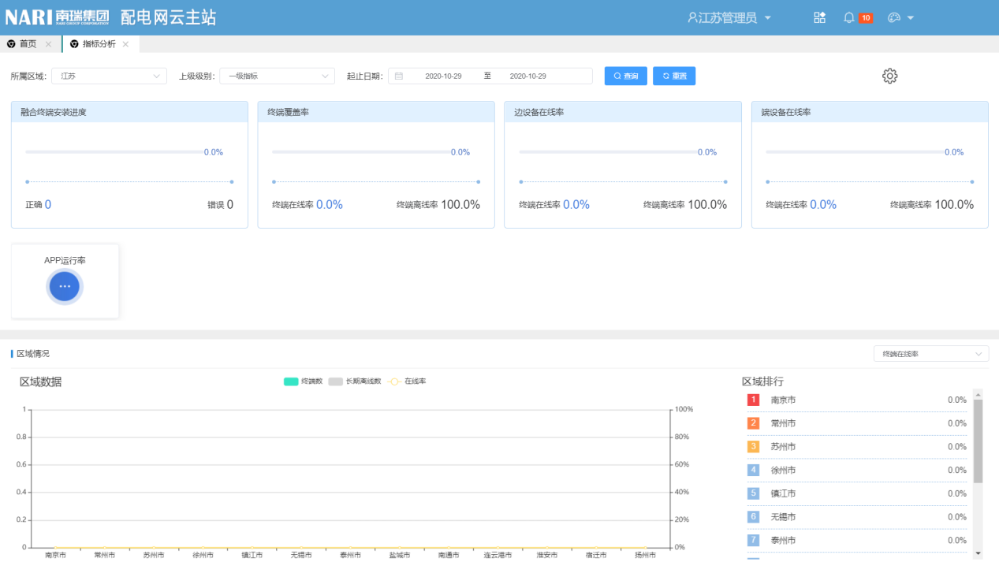 NARI 南瑞集团 NARI GROUP CORPORATION 配电网云主站 江苏管理员 10
首页 指标分析
所属区域: 江苏 上级级别: 一级指标 起止日期: 2020-10-29 至 2020-10-29 查询 重置
融合终端安装进度 终端覆盖率 边设备在线率 端设备在线率
0.0% 0.0% 0.0% 0.0%
正确 0 错误 0 终端在线率 0.0% 终端离线率 100.0% 终端在线率 0.0% 终端离线率 100.0% 终端在线率 0.0% 终端离线率 100.0%
APP运行率
区域情况 终端在线率
区域数据 终端数 长期离线数 在线率 区域排行
1 100%
0.8 80%
0.6 60%
0.4 40%
0.2 20%
0 0%
南京市 常州市 苏州市 徐州市 镇江市 无锡市 泰州市 盐城市 南通市 连云港市 淮安市 宿迁市 扬州市
1 南京市 0.0%
2 常州市 0.0%
3 苏州市 0.0%
4 徐州市 0.0%
5 镇江市 0.0%
6 无锡市 0.0%
7 泰州市 0.0%